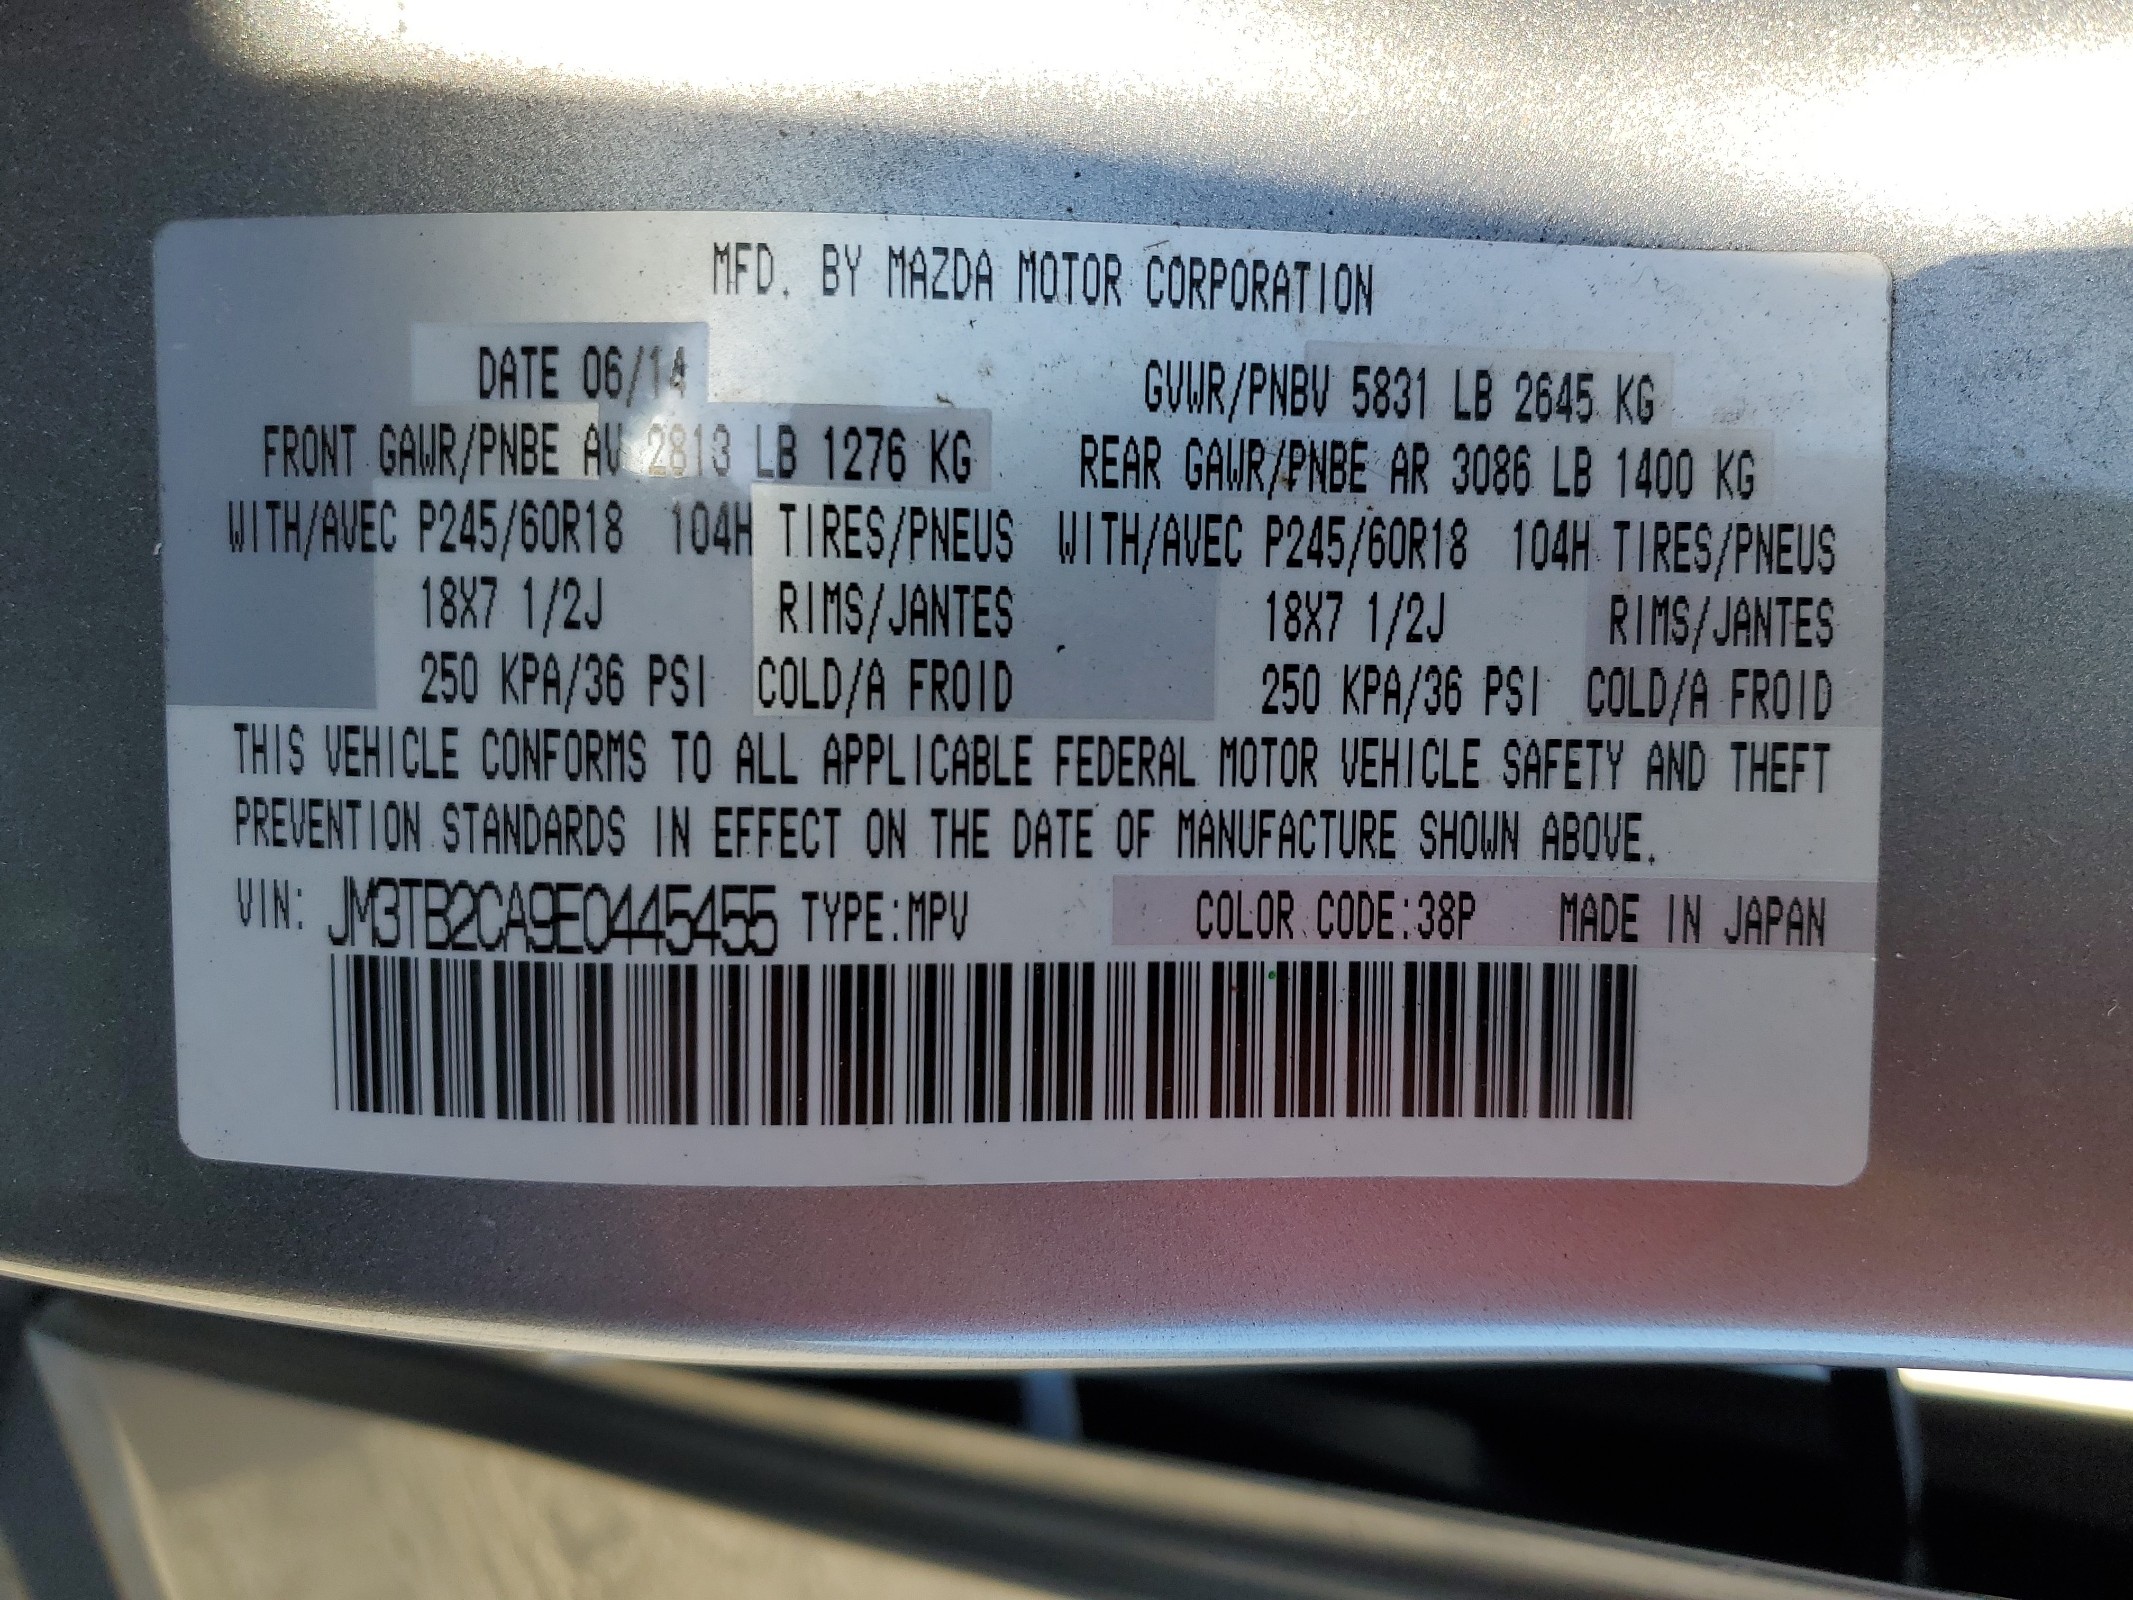 MFD. BY MAZDA MOTOR CORPORATION
DATE 06/14 GVWR/PNBV 5831 LB 2645 KG
FRONT GAWR/PNBE AV 2813 LB 1276 KG REAR GAWR/PNBE AR 3086 LB 1400 KG
WITH/AVEC P245/60R18 104H TIRES/PNEUS WITH/AVEC P245/60R18 104H TIRES/PNEUS
18X7 1/2J RIMS/JANTES 18X7 1/2J RIMS/JANTES
250 KPA/36 PSI COLD/A FROID 250 KPA/36 PSI COLD/A FROID
THIS VEHICLE CONFORMS TO ALL APPLICABLE FEDERAL MOTOR VEHICLE SAFETY AND THEFT
PREVENTION STANDARDS IN EFFECT ON THE DATE OF MANUFACTURE SHOWN ABOVE.
VIN: JM3TB2CA9E0445455 TYPE:MPV COLOR CODE:38P MADE IN JAPAN